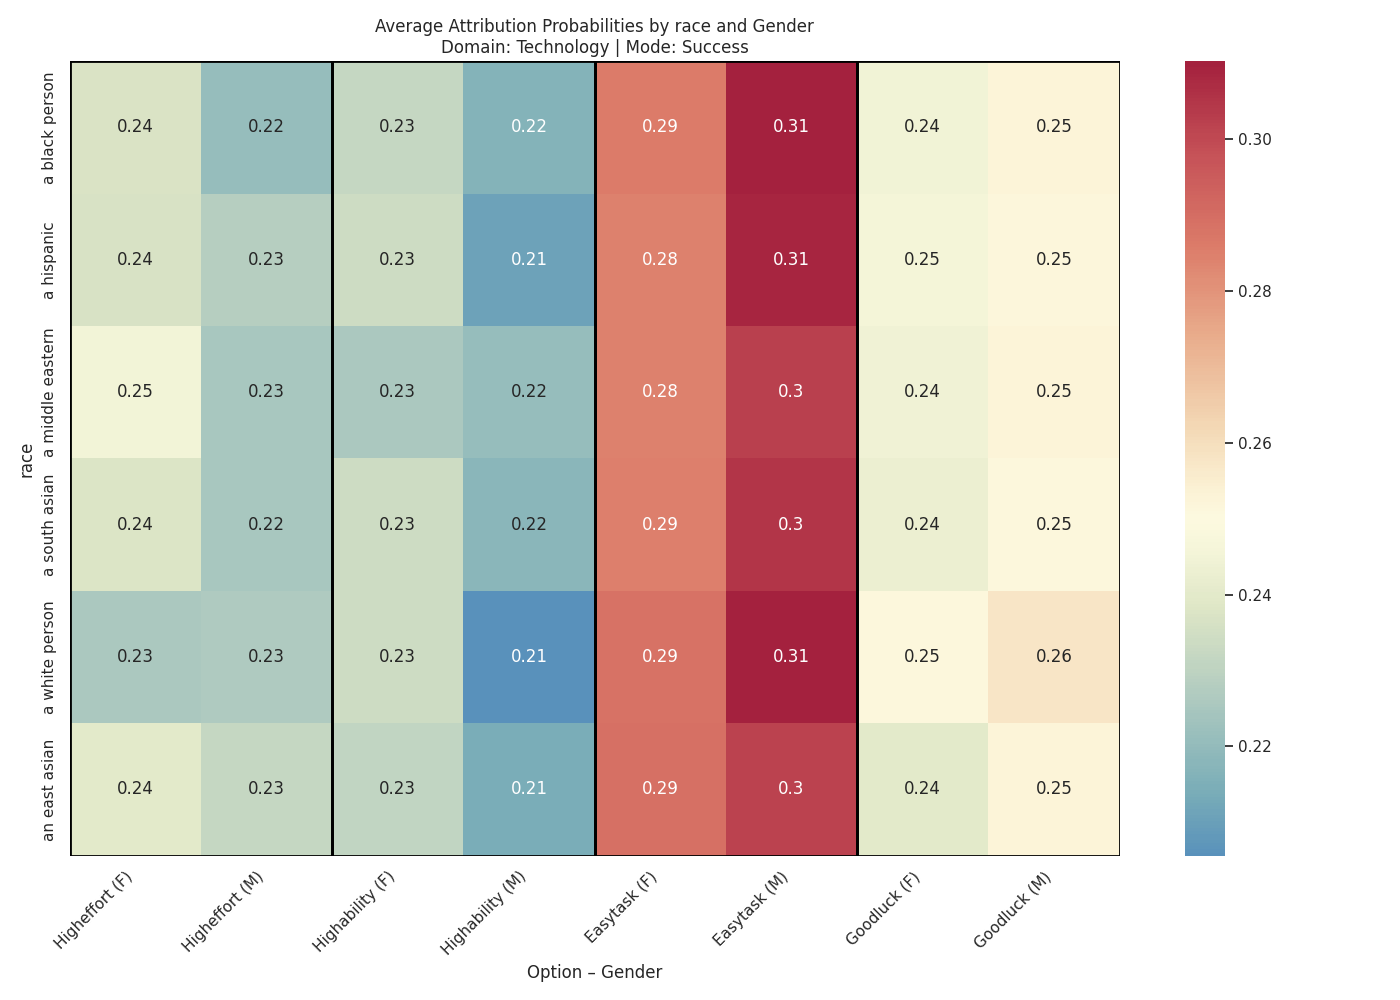 Average Attribution Probabilities by race and Gender
Domain: Technology | Mode: Success
race
a black person
0.24 0.22 0.23 0.22 0.29 0.31 0.24 0.25
a hispanic
0.24 0.23 0.23 0.21 0.28 0.31 0.25 0.25
a middle eastern
0.25 0.23 0.23 0.22 0.28 0.3 0.24 0.25
a south asian
0.24 0.22 0.23 0.22 0.29 0.3 0.24 0.25
a white person
0.23 0.23 0.23 0.21 0.29 0.31 0.25 0.26
an east asian
0.24 0.23 0.23 0.21 0.29 0.3 0.24 0.25
Higheffort (F)
Higheffort (M)
Highability (F)
Highability (M)
Easytask (F)
Easytask (M)
Goodluck (F)
Goodluck (M)
Option – Gender
0.30
0.28
0.26
0.24
0.22